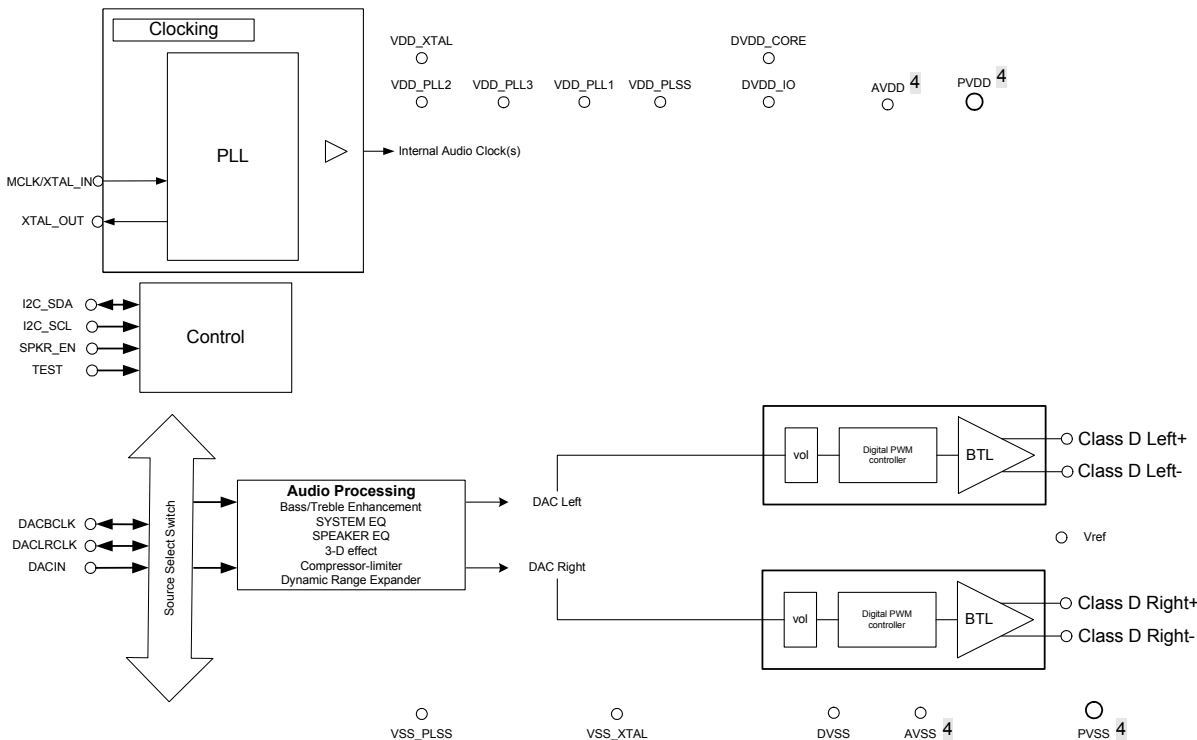 Clocking
PLL
MCLK/XTAL_IN
XTAL_OUT
Internal Audio Clock(s)
VDD_XTAL
DVDD_CORE
VDD_PLL2
VDD_PLL3
VDD_PLL1
VDD_PLSS
DVDD_IO
AVDD 4
PVDD 4
I2C_SDA
I2C_SCL
SPKR_EN
TEST
Control
DACBCLK
DACLRCLK
DACIN
Source Select Switch
Audio Processing
Bass/Treble Enhancement
SYSTEM EQ
SPEAKER EQ
3-D effect
Compressor-limiter
Dynamic Range Expander
DAC Left
DAC Right
vol
Digital PWM
controller
BTL
Class D Left+
Class D Left-
Vref
vol
Digital PWM
controller
BTL
Class D Right+
Class D Right-
VSS_PLSS
VSS_XTAL
DVSS
AVSS 4
PVSS 4